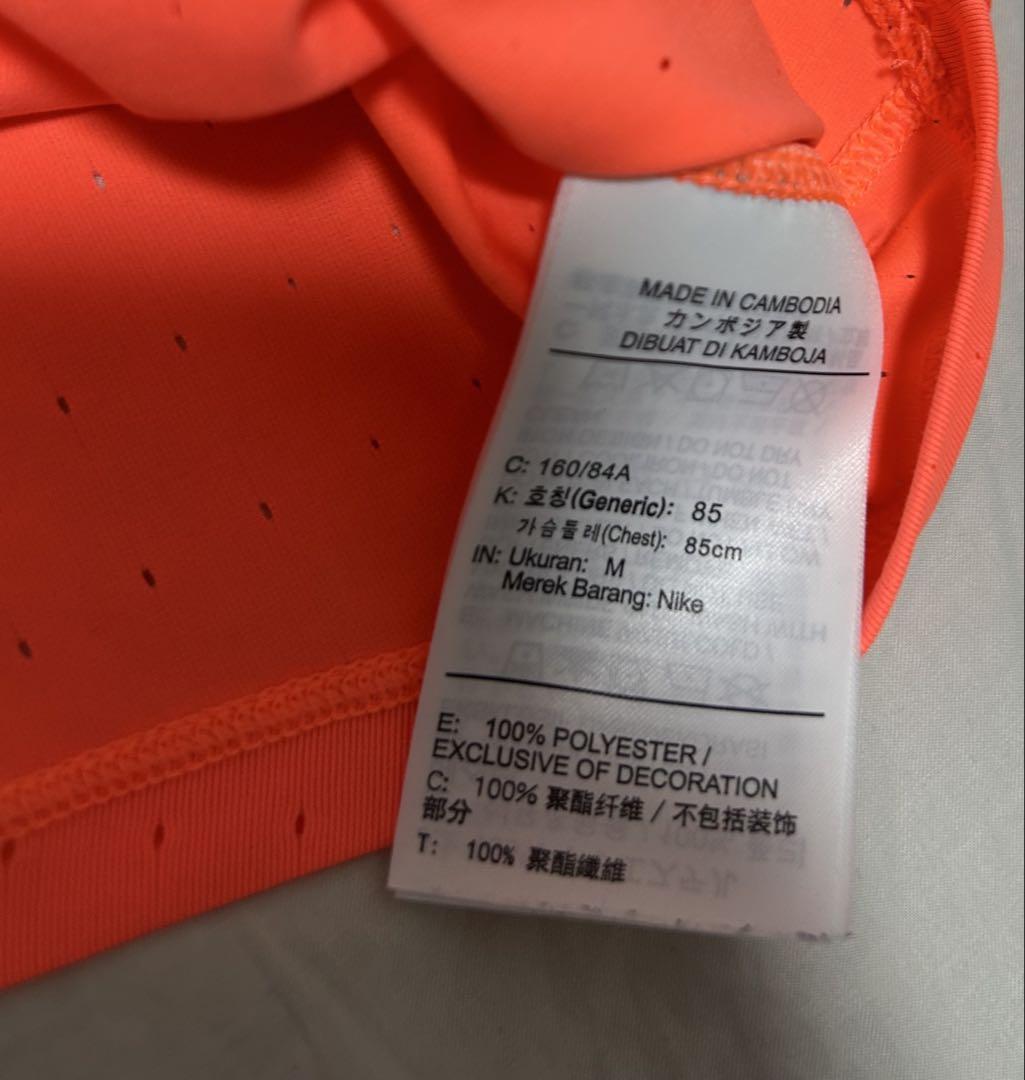 MADE IN CAMBODIA
カンボジア製
DIBUAT DI KAMBOJA
C: 160/84A
K: 호칭(Generic): 85
가슴둘레(Chest): 85cm
IN: Ukuran: M
Merek Barang: Nike
E: 100% POLYESTER /
EXCLUSIVE OF DECORATION
C: 100% 聚酯纤维 / 不包括装饰
部分
T: 100% 聚酯纖維